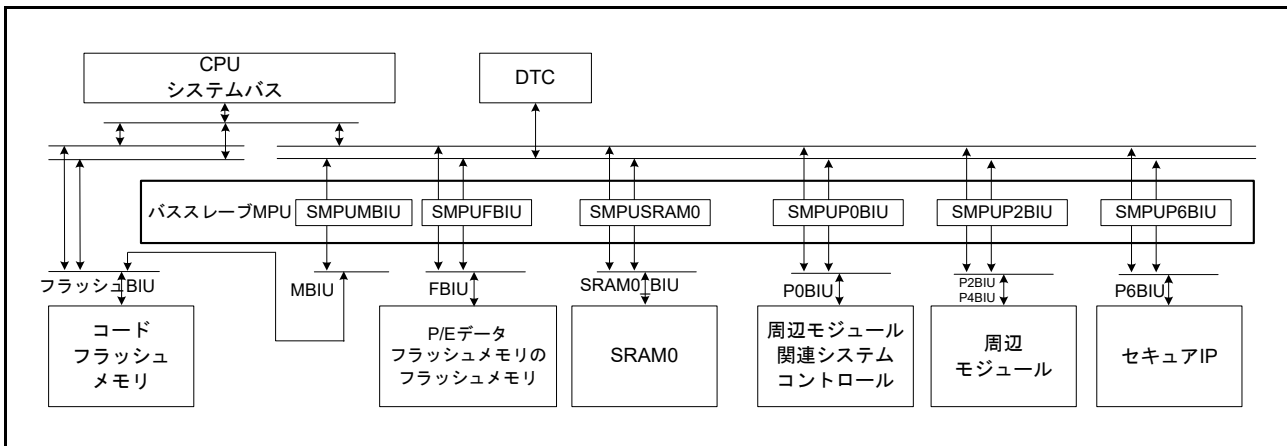 CPU
システムバス
DTC
バススレーブMPU
SMPUMBIU
SMPUFBIU
SMPUSRAM0
SMPUP0BIU
SMPUP2BIU
SMPUP6BIU
フラッシュBIU
MBIU
FBIU
SRAM0 BIU
P0BIU
P2BIU
P4BIU
P6BIU
コード
フラッシュ
メモリ
P/Eデータ
フラッシュメモリの
フラッシュメモリ
SRAM0
周辺モジュール
関連システム
コントロール
周辺
モジュール
セキュアIP